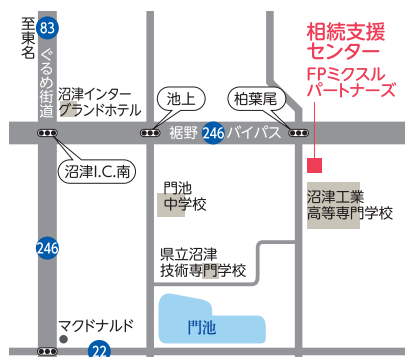 至東名
83
ぐるめ街道
相続支援
センター
FPミクスル
パートナーズ
沼津インター
グランドホテル
池上
柏葉尾
裾野 246 バイパス
沼津I.C.南
門池
中学校
沼津工業
高等専門学校
246
県立沼津
技術専門学校
マクドナルド
門池
22